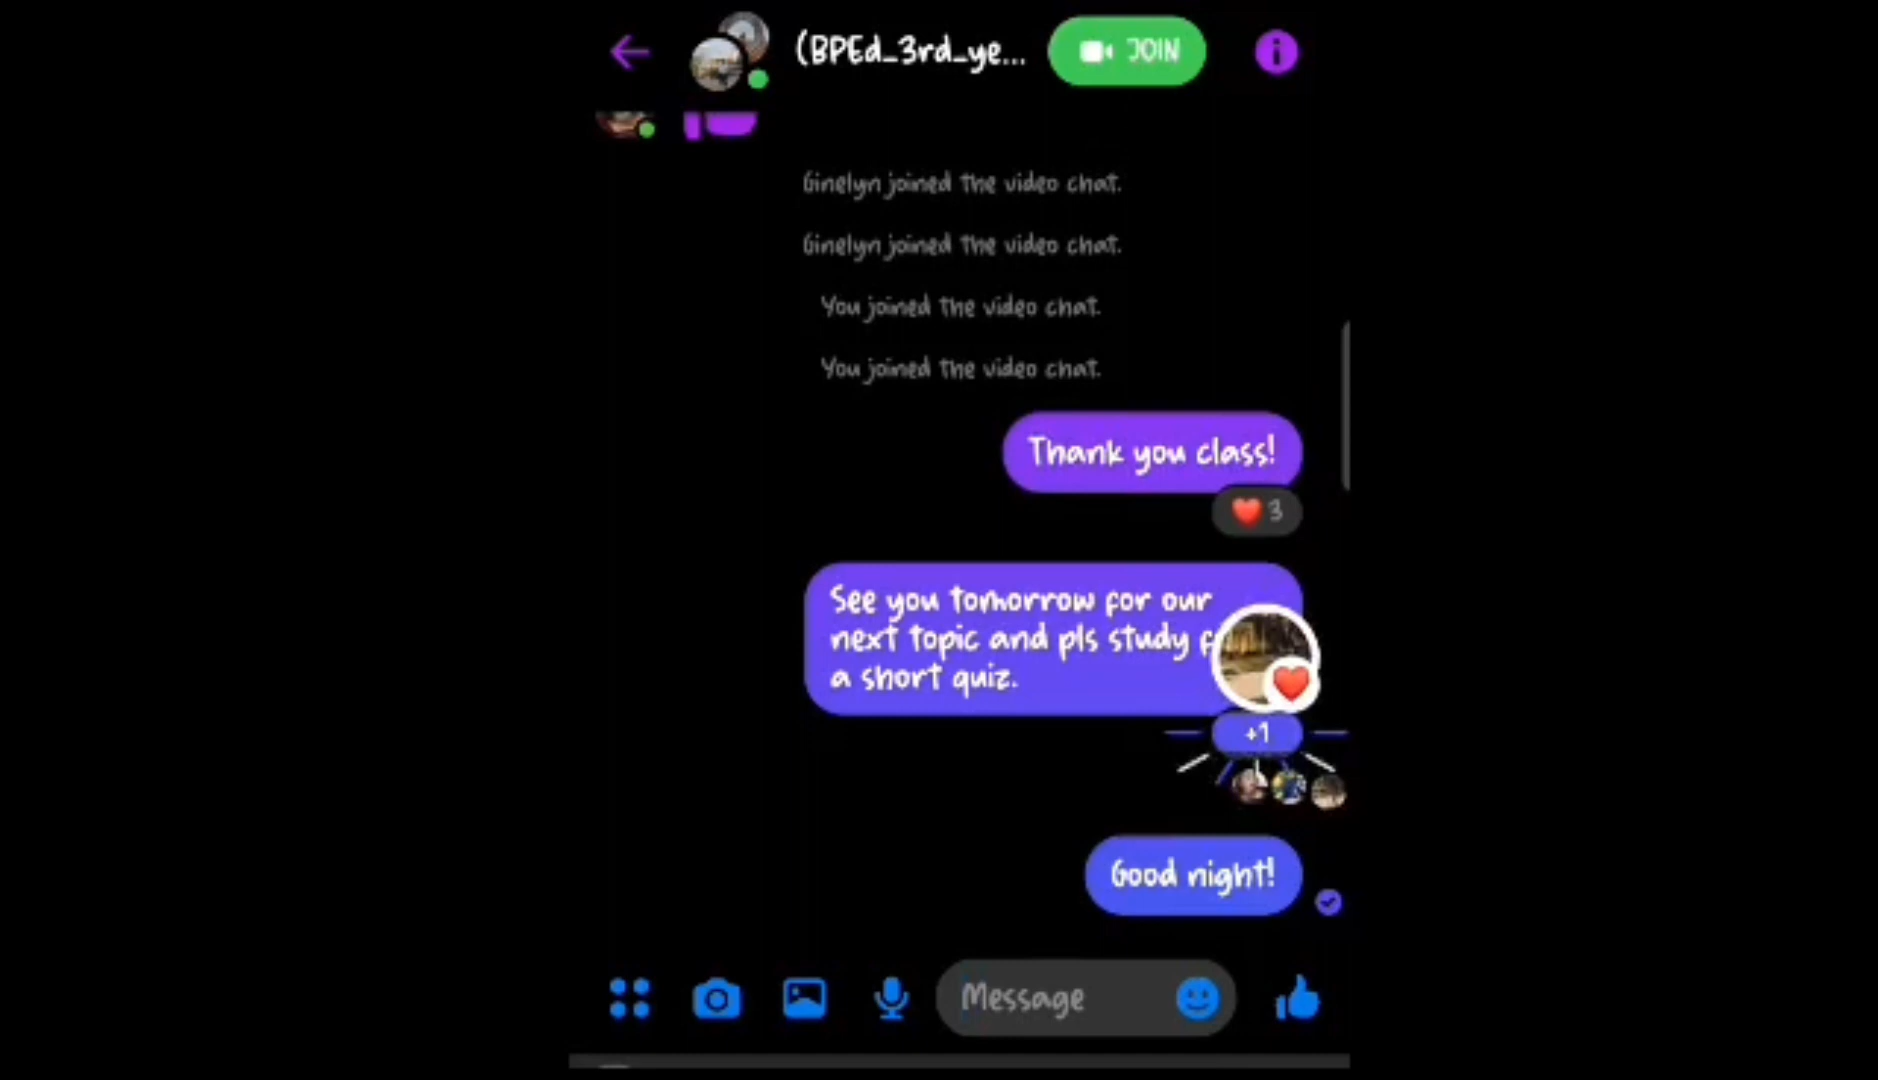 (BPEd_3rd_ye...
JOIN
Ginelyn joined the video chat.
Ginelyn joined the video chat.
You joined the video chat.
You joined the video chat.
Thank you class!
3
See you tomorrow for our
next topic and pls study
a short quiz.
+1
Good night!
Message